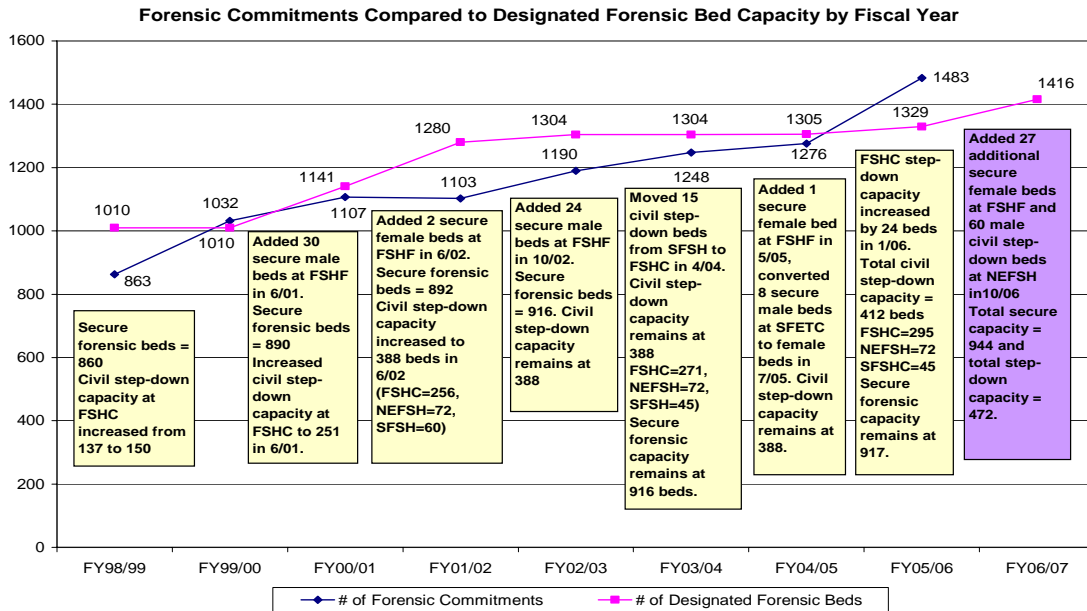 Forensic Commitments Compared to Designated Forensic Bed Capacity by Fiscal Year
1600
1400
1200
1000
800
600
400
200
0
1010
863
1032
1010
1141
1107
1280
1103
1304
1190
1304
1248
1305
1276
1483
1329
1416
Secure
forensic beds =
860
Civil step-down
capacity at
FSHC
increased from
137 to 150
Added 30
secure male
beds at FSHF
in 6/01.
Secure
forensic beds
= 890
Increased
civil step-
down
capacity at
FSHC to 251
in 6/01.
Added 2 secure
female beds at
FSHF in 6/02.
Secure forensic
beds = 892
Civil step-down
capacity
increased to
388 beds in
6/02
(FSHC=256,
NEFSH=72,
SFSH=60)
Added 24
secure male
beds at FSHF
in 10/02.
Secure
forensic beds
= 916. Civil
step-down
capacity
remains at
388
Moved 15
civil step-
down beds
from SFSH to
FSHC in 4/04.
Civil step-
down
capacity
remains at
388
FSHC=271,
NEFSH=72,
SFSH=45)
Secure
forensic
capacity
remains at
916 beds.
Added 1
secure
female bed
at FSHF in
5/05,
converted
8 secure
male beds
at SFETC
to female
beds in
7/05. Civil
step-down
capacity
remains at
388.
FSHC step-
down
capacity
increased
by 24 beds
in 1/06.
Total civil
step-down
capacity =
412 beds
FSHC=295
NEFSH=72
SFSHC=45
Secure
forensic
capacity
remains at
917.
Added 27
additional
secure
female beds
at FSHF and
60 male
civil step-
down beds
at NEFSH
in10/06
Total secure
capacity =
944 and
total step-
down
capacity =
472.
FY98/99
FY99/00
FY00/01
FY01/02
FY02/03
FY03/04
FY04/05
FY05/06
FY06/07
# of Forensic Commitments
# of Designated Forensic Beds